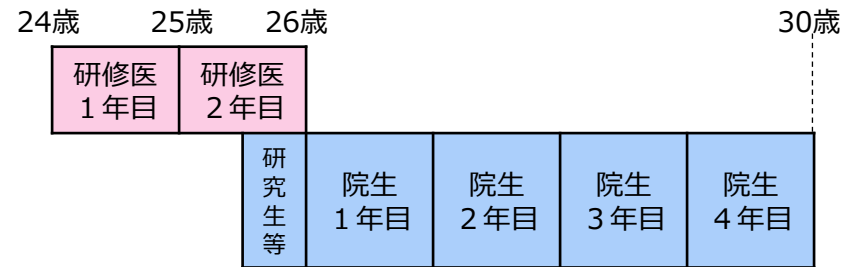 24歳 25歳 26歳 30歳
研修医
１年目
研修医
２年目
研
究
生
等
院生
１年目
院生
２年目
院生
３年目
院生
４年目